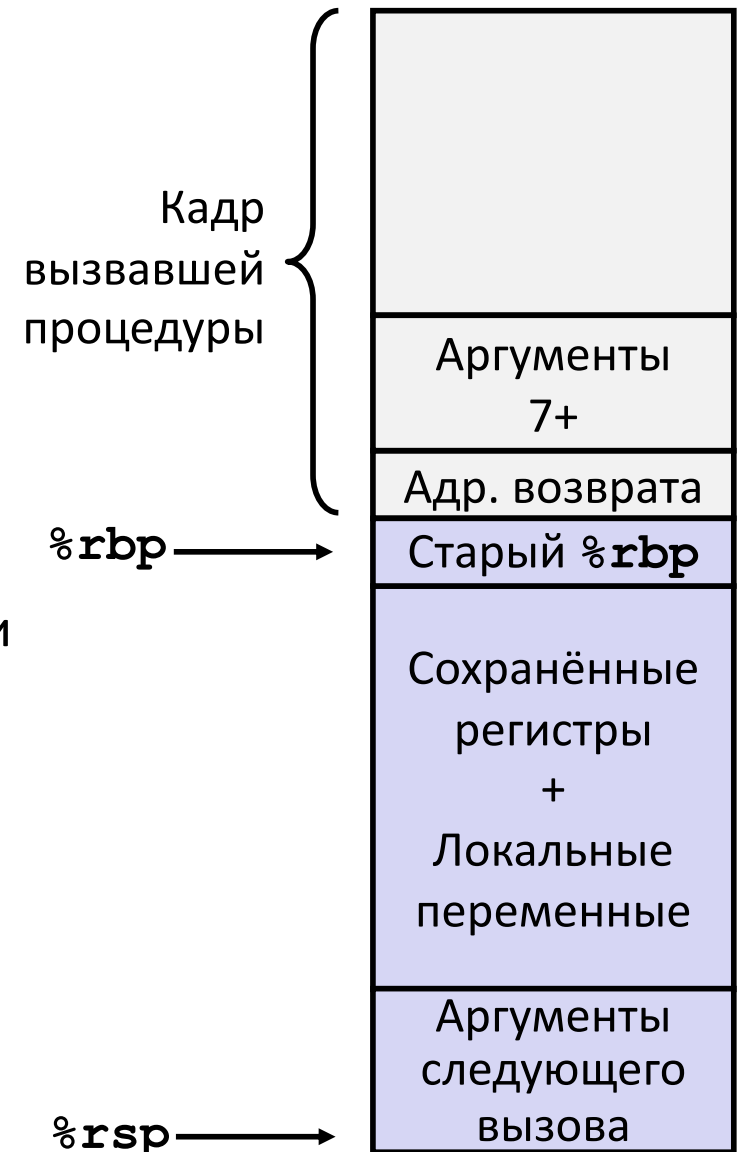 Кадр
вызвавшей
процедуры
Аргументы
7+
Адр. возврата
%rbp
Старый %rbp
и
Сохранённые
регистры
+
Локальные
переменные
Аргументы
следующего
вызова
%rsp